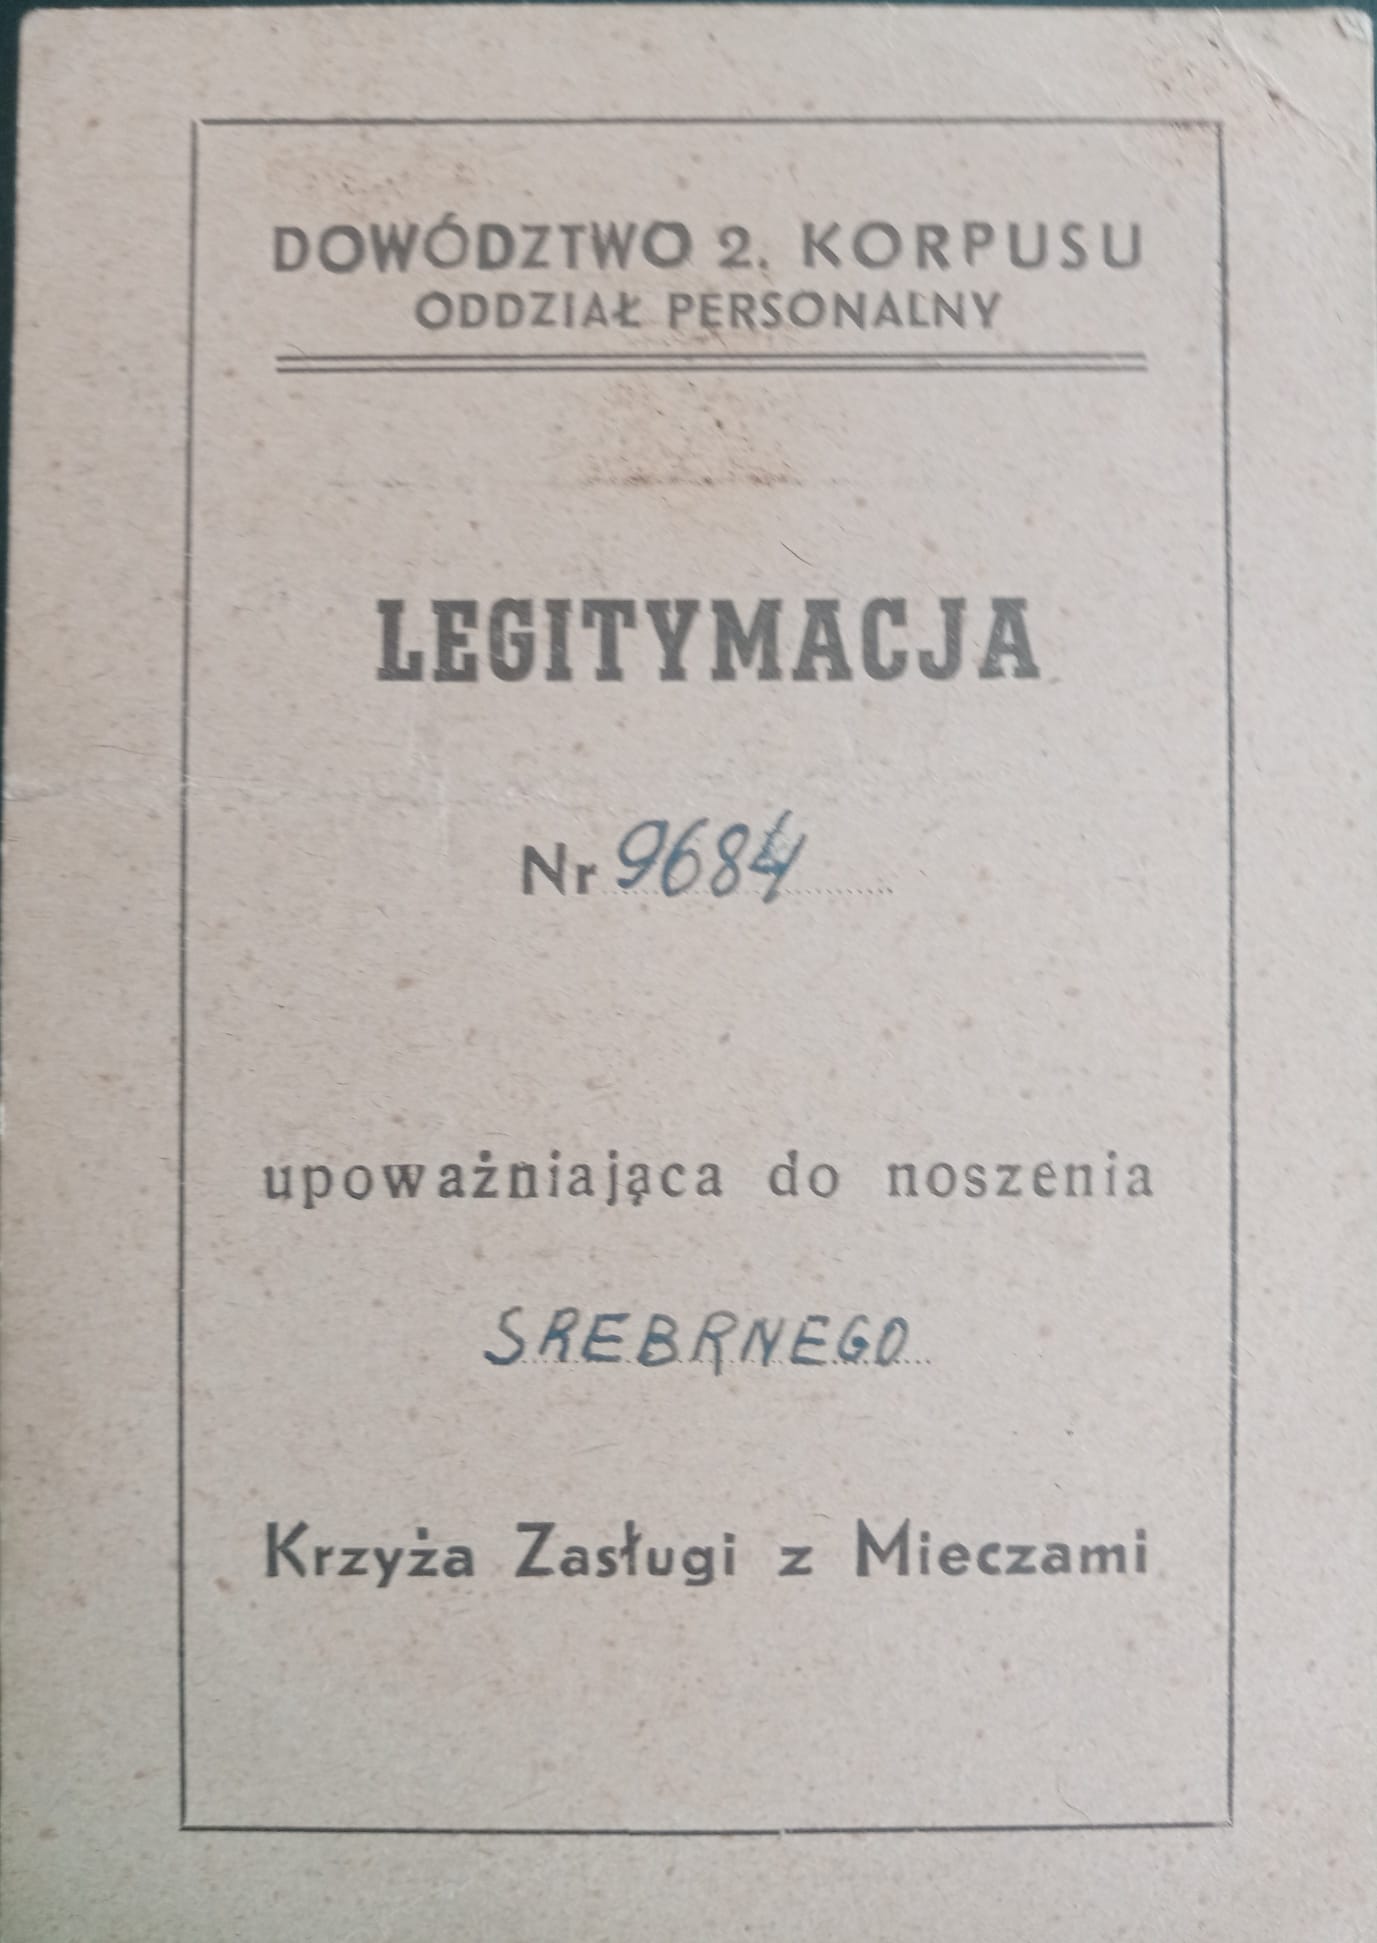 DOWÓDZTWO 2. KORPUSU
ODDZIAŁ PERSONALNY
LEGITYMACJA
Nr 9684
upoważniająca do noszenia
SREBRNEGO
Krzyża Zasługi z Mieczami